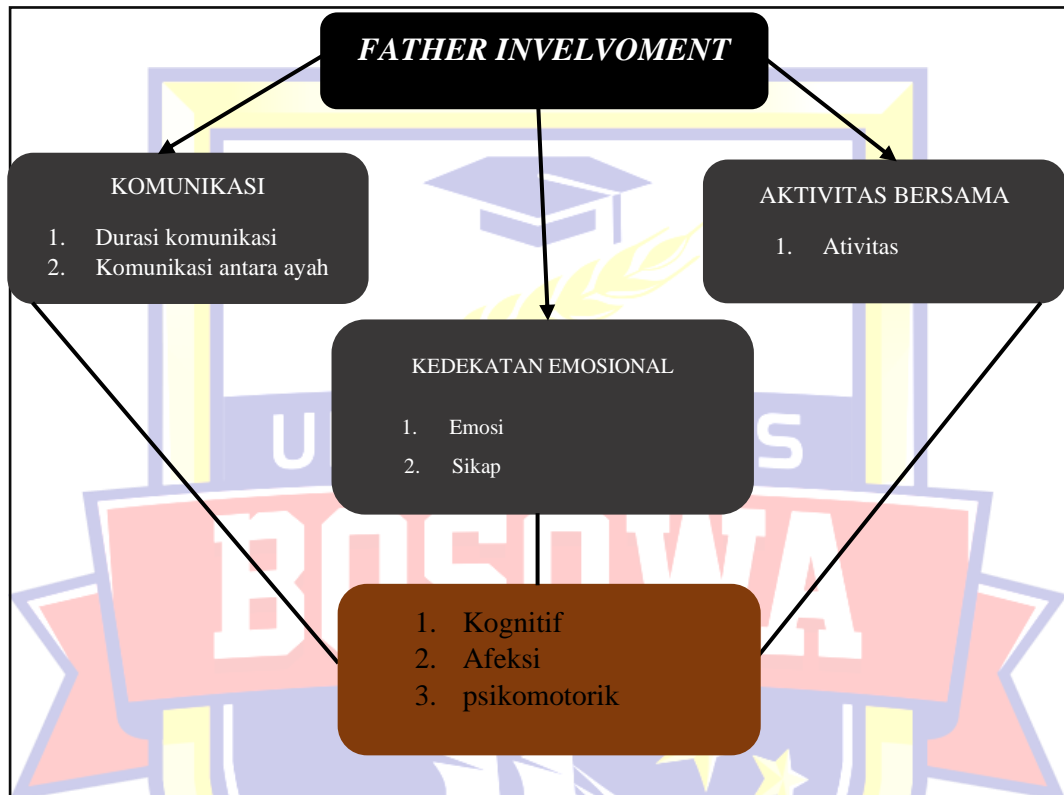 FATHER INVELVOMENT
KOMUNIKASI
1. Durasi komunikasi
2. Komunikasi antara ayah
AKTIVITAS BERSAMA
1. Ativitas
KEDEKATAN EMOSIONAL
1. Emosi
2. Sikap
U S
BOSOWA
1. Kognitif
2. Afeksi
3. psikomotorik